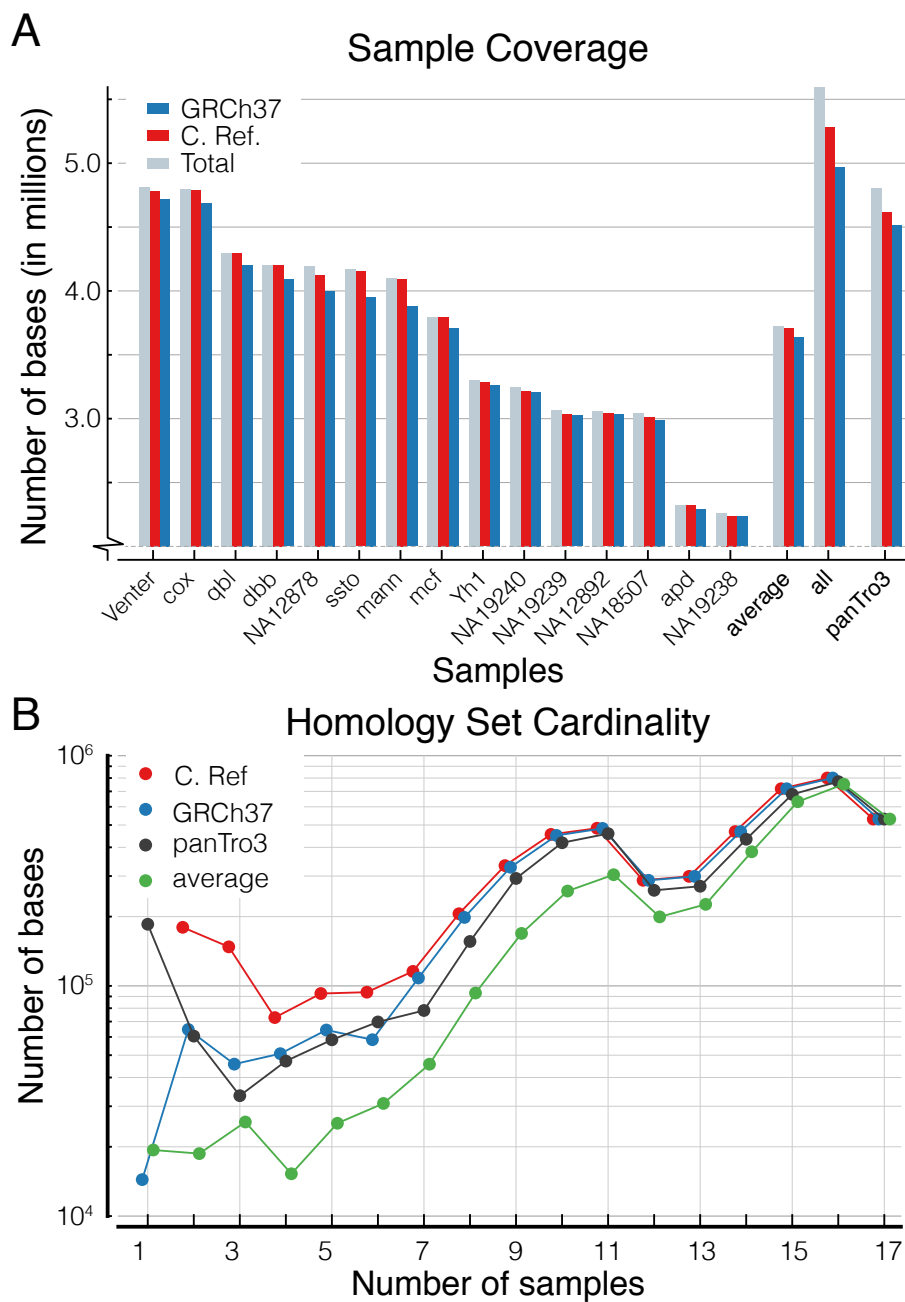 A
Sample Coverage
GRCh37
C. Ref.
Total
Number of bases (in millions)
5.0
4.0
3.0
Venter
cox
qbl
dbb
NA12878
ssto
mann
mcf
Yh1
NA19240
NA19239
NA12892
NA18507
apd
NA19238
average
all
panTro3
Samples
B
Homology Set Cardinality
C. Ref
GRCh37
panTro3
average
Number of bases
10⁶
10⁵
10⁴
1 3 5 7 9 11 13 15 17
Number of samples